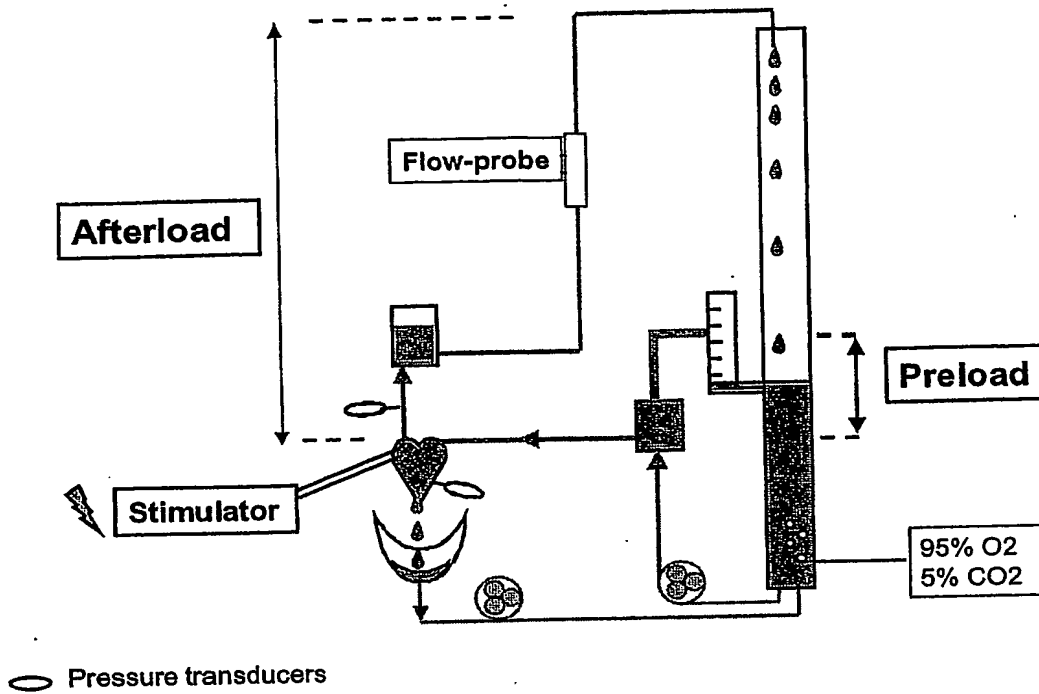 Flow-probe
Afterload
Preload
Stimulator
95% O2
5% CO2
Pressure transducers